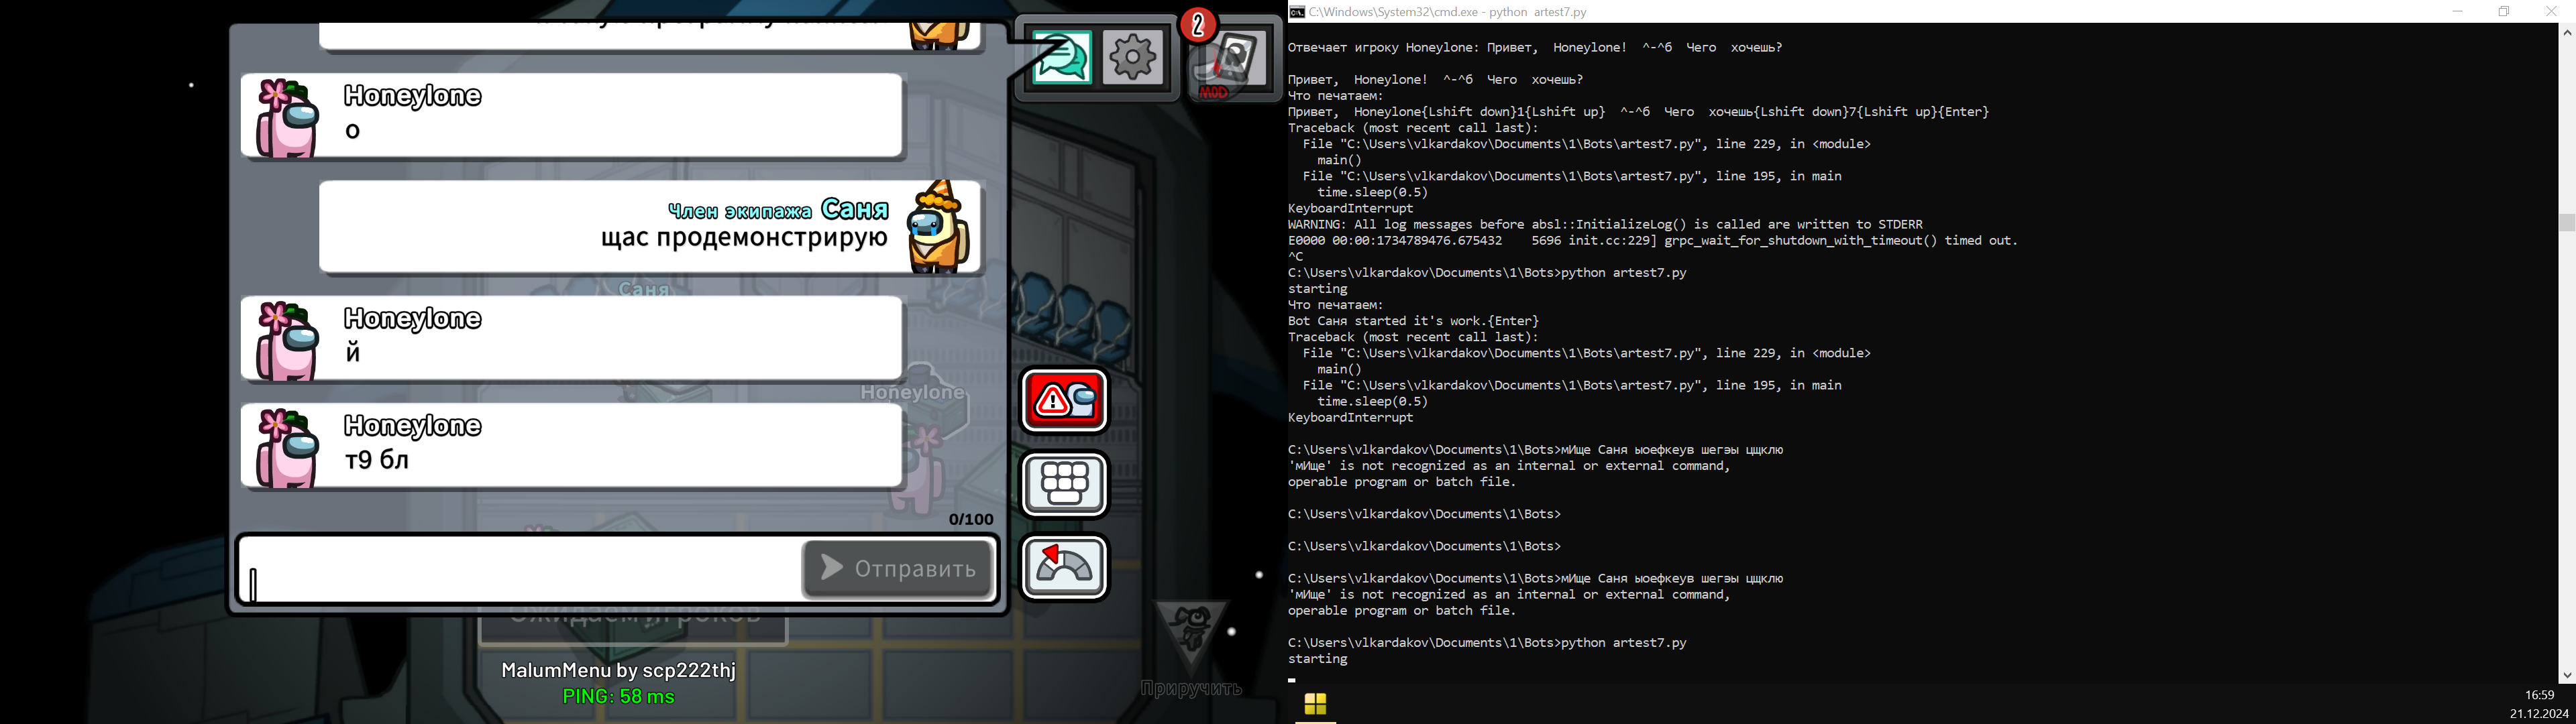 Honeylone
о
Член экипажа Саня
щас продемонстрирую
Саня
Honeylone
й
Honeylone
Honeylone
т9 бл
0/100
Отправить
Ожидаем игроков
MalumMenu by scp222thj
PING: 58 ms
2
MOD
Приручить
C:\Windows\System32\cmd.exe - python artest7.py
Отвечает игроку Honeylone: Привет,  Honeylone!  ^-^б  Чего  хочешь?
Привет,  Honeylone!  ^-^б  Чего  хочешь?
Что печатаем:
Привет,  Honeylone{Lshift down}1{Lshift up}  ^-^б  Чего  хочешь{Lshift down}7{Lshift up}{Enter}
Traceback (most recent call last):
  File "C:\Users\vlkardakov\Documents\1\Bots\artest7.py", line 229, in <module>
    main()
  File "C:\Users\vlkardakov\Documents\1\Bots\artest7.py", line 195, in main
    time.sleep(0.5)
KeyboardInterrupt
WARNING: All log messages before absl::InitializeLog() is called are written to STDERR
E0000 00:00:1734789476.675432    5696 init.cc:229] grpc_wait_for_shutdown_with_timeout() timed out.
^C
C:\Users\vlkardakov\Documents\1\Bots>python artest7.py
starting
Что печатаем:
Bot Саня started it's work.{Enter}
Traceback (most recent call last):
  File "C:\Users\vlkardakov\Documents\1\Bots\artest7.py", line 229, in <module>
    main()
  File "C:\Users\vlkardakov\Documents\1\Bots\artest7.py", line 195, in main
    time.sleep(0.5)
KeyboardInterrupt
C:\Users\vlkardakov\Documents\1\Bots>мИще Саня ыоефкеув шегэы цщклю
'мИще' is not recognized as an internal or external command,
operable program or batch file.
C:\Users\vlkardakov\Documents\1\Bots>
C:\Users\vlkardakov\Documents\1\Bots>
C:\Users\vlkardakov\Documents\1\Bots>мИще Саня ыоефкеув шегэы цщклю
'мИще' is not recognized as an internal or external command,
operable program or batch file.
C:\Users\vlkardakov\Documents\1\Bots>python artest7.py
starting
16:59
21.12.2024